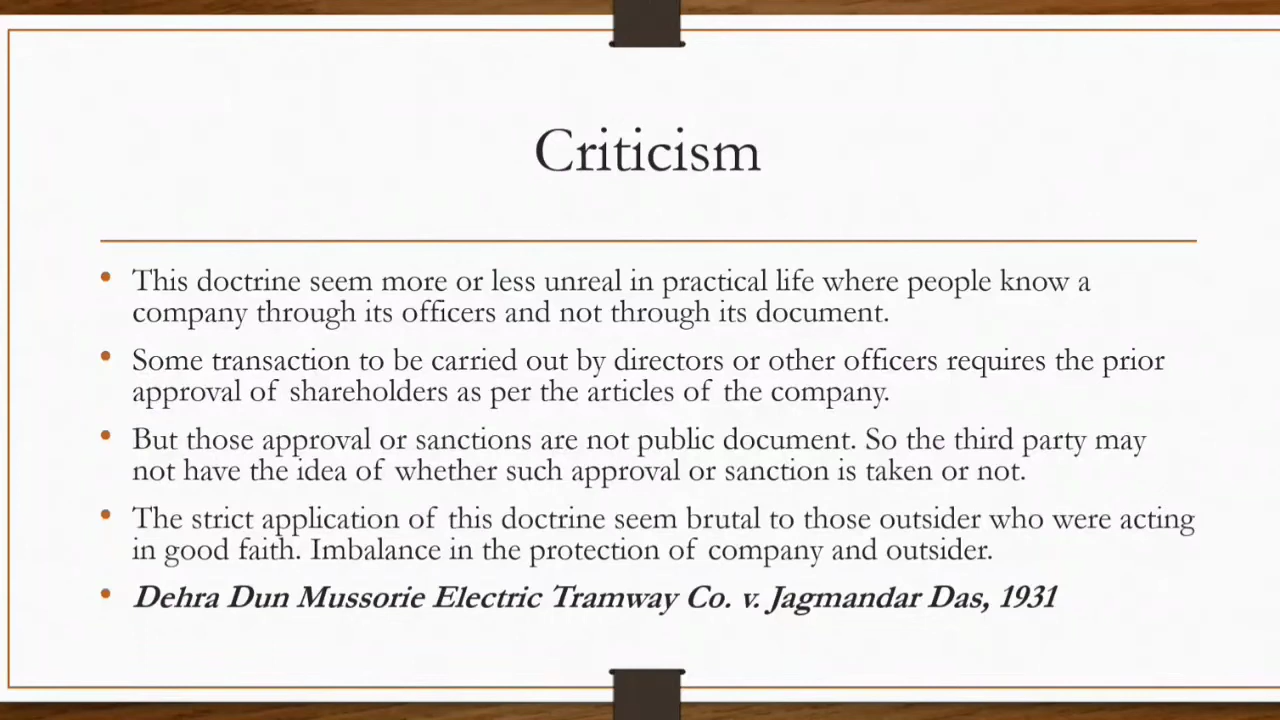 Criticism
• This doctrine seem more or less unreal in practical life where people know a
company through its officers and not through its document.
• Some transaction to be carried out by directors or other officers requires the prior
approval of shareholders as per the articles of the company.
• But those approval or sanctions are not public document. So the third party may
not have the idea of whether such approval or sanction is taken or not.
• The strict application of this doctrine seem brutal to those outsider who were acting
in good faith. Imbalance in the protection of company and outsider.
• Dehra Dun Mussorie Electric Tramway Co. v. Jagmandar Das, 1931